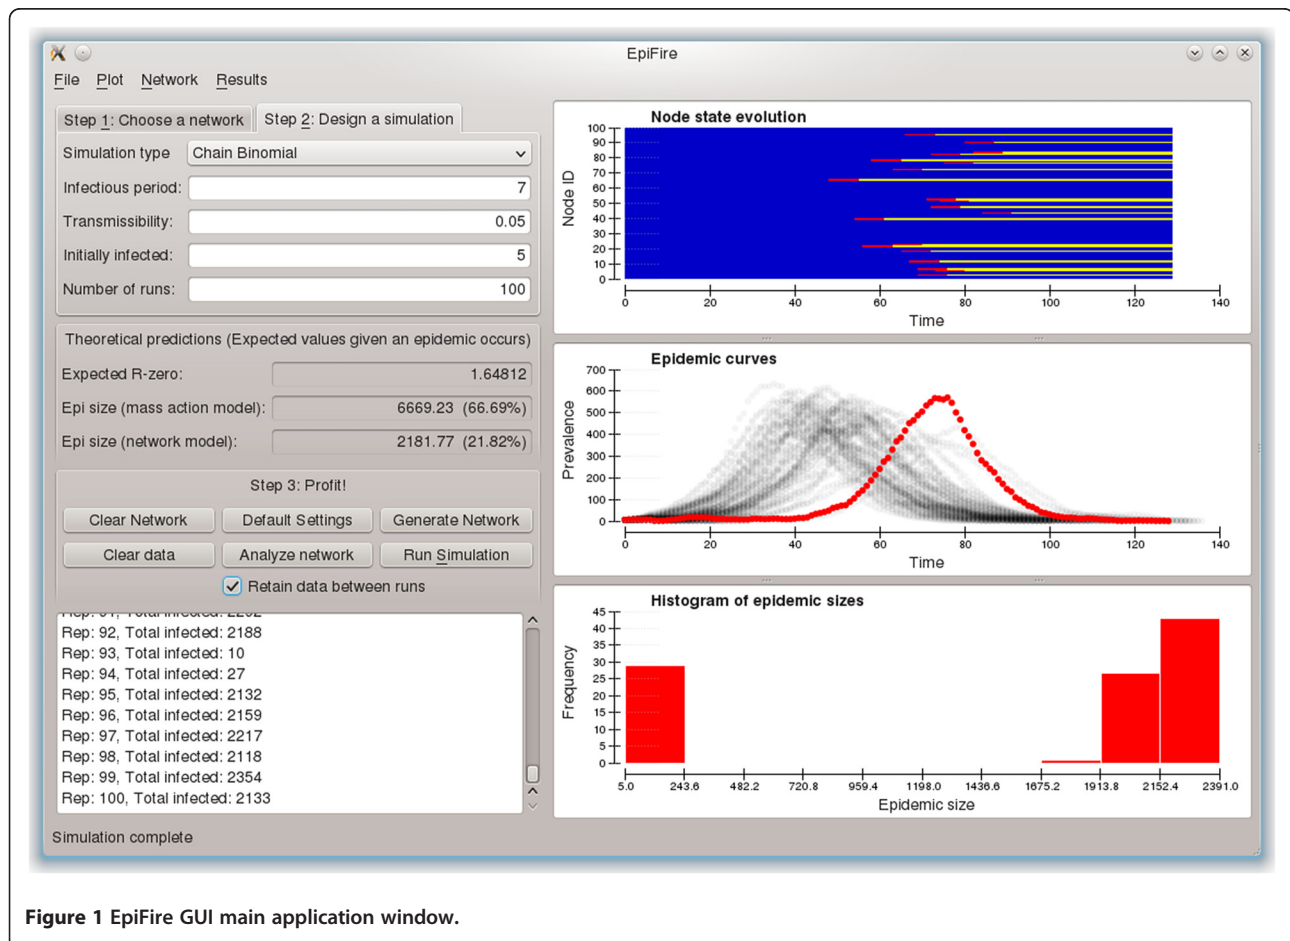 EpiFire
File Plot Network Results
Step 1: Choose a network
Step 2: Design a simulation
Simulation type Chain Binomial
Infectious period: 7
Transmissibility: 0.05
Initially infected: 5
Number of runs: 100
Theoretical predictions (Expected values given an epidemic occurs)
Expected R-zero: 1.64812
Epi size (mass action model): 6669.23 (66.69%)
Epi size (network model): 2181.77 (21.82%)
Step 3: Profit!
Clear Network Default Settings Generate Network
Clear data Analyze network Run Simulation
Retain data between runs
Rep: 92, Total infected: 2188
Rep: 93, Total infected: 10
Rep: 94, Total infected: 27
Rep: 95, Total infected: 2132
Rep: 96, Total infected: 2159
Rep: 97, Total infected: 2217
Rep: 98, Total infected: 2118
Rep: 99, Total infected: 2354
Rep: 100, Total infected: 2133
Simulation complete
Node state evolution
100
90
80
70
60
50
40
30
20
10
0
Node ID
0 20 40 60 80 100 120 140
Time
Epidemic curves
700
600
500
400
300
200
100
0
Prevalence
0 20 40 60 80 100 120 140
Time
Histogram of epidemic sizes
45
40
35
30
25
20
15
10
5
0
Frequency
5.0 243.6 482.2 720.8 959.4 1198.0 1436.6 1675.2 1913.8 2152.4 2391.0
Epidemic size
Figure 1 EpiFire GUI main application window.